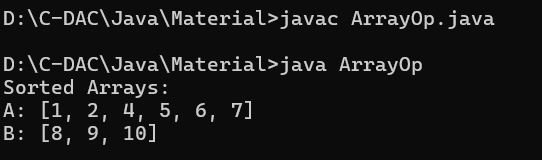 D:\C-DAC\Java\Material>javac ArrayOp.java
D:\C-DAC\Java\Material>java ArrayOp
Sorted Arrays:
A: [1, 2, 4, 5, 6, 7]
B: [8, 9, 10]